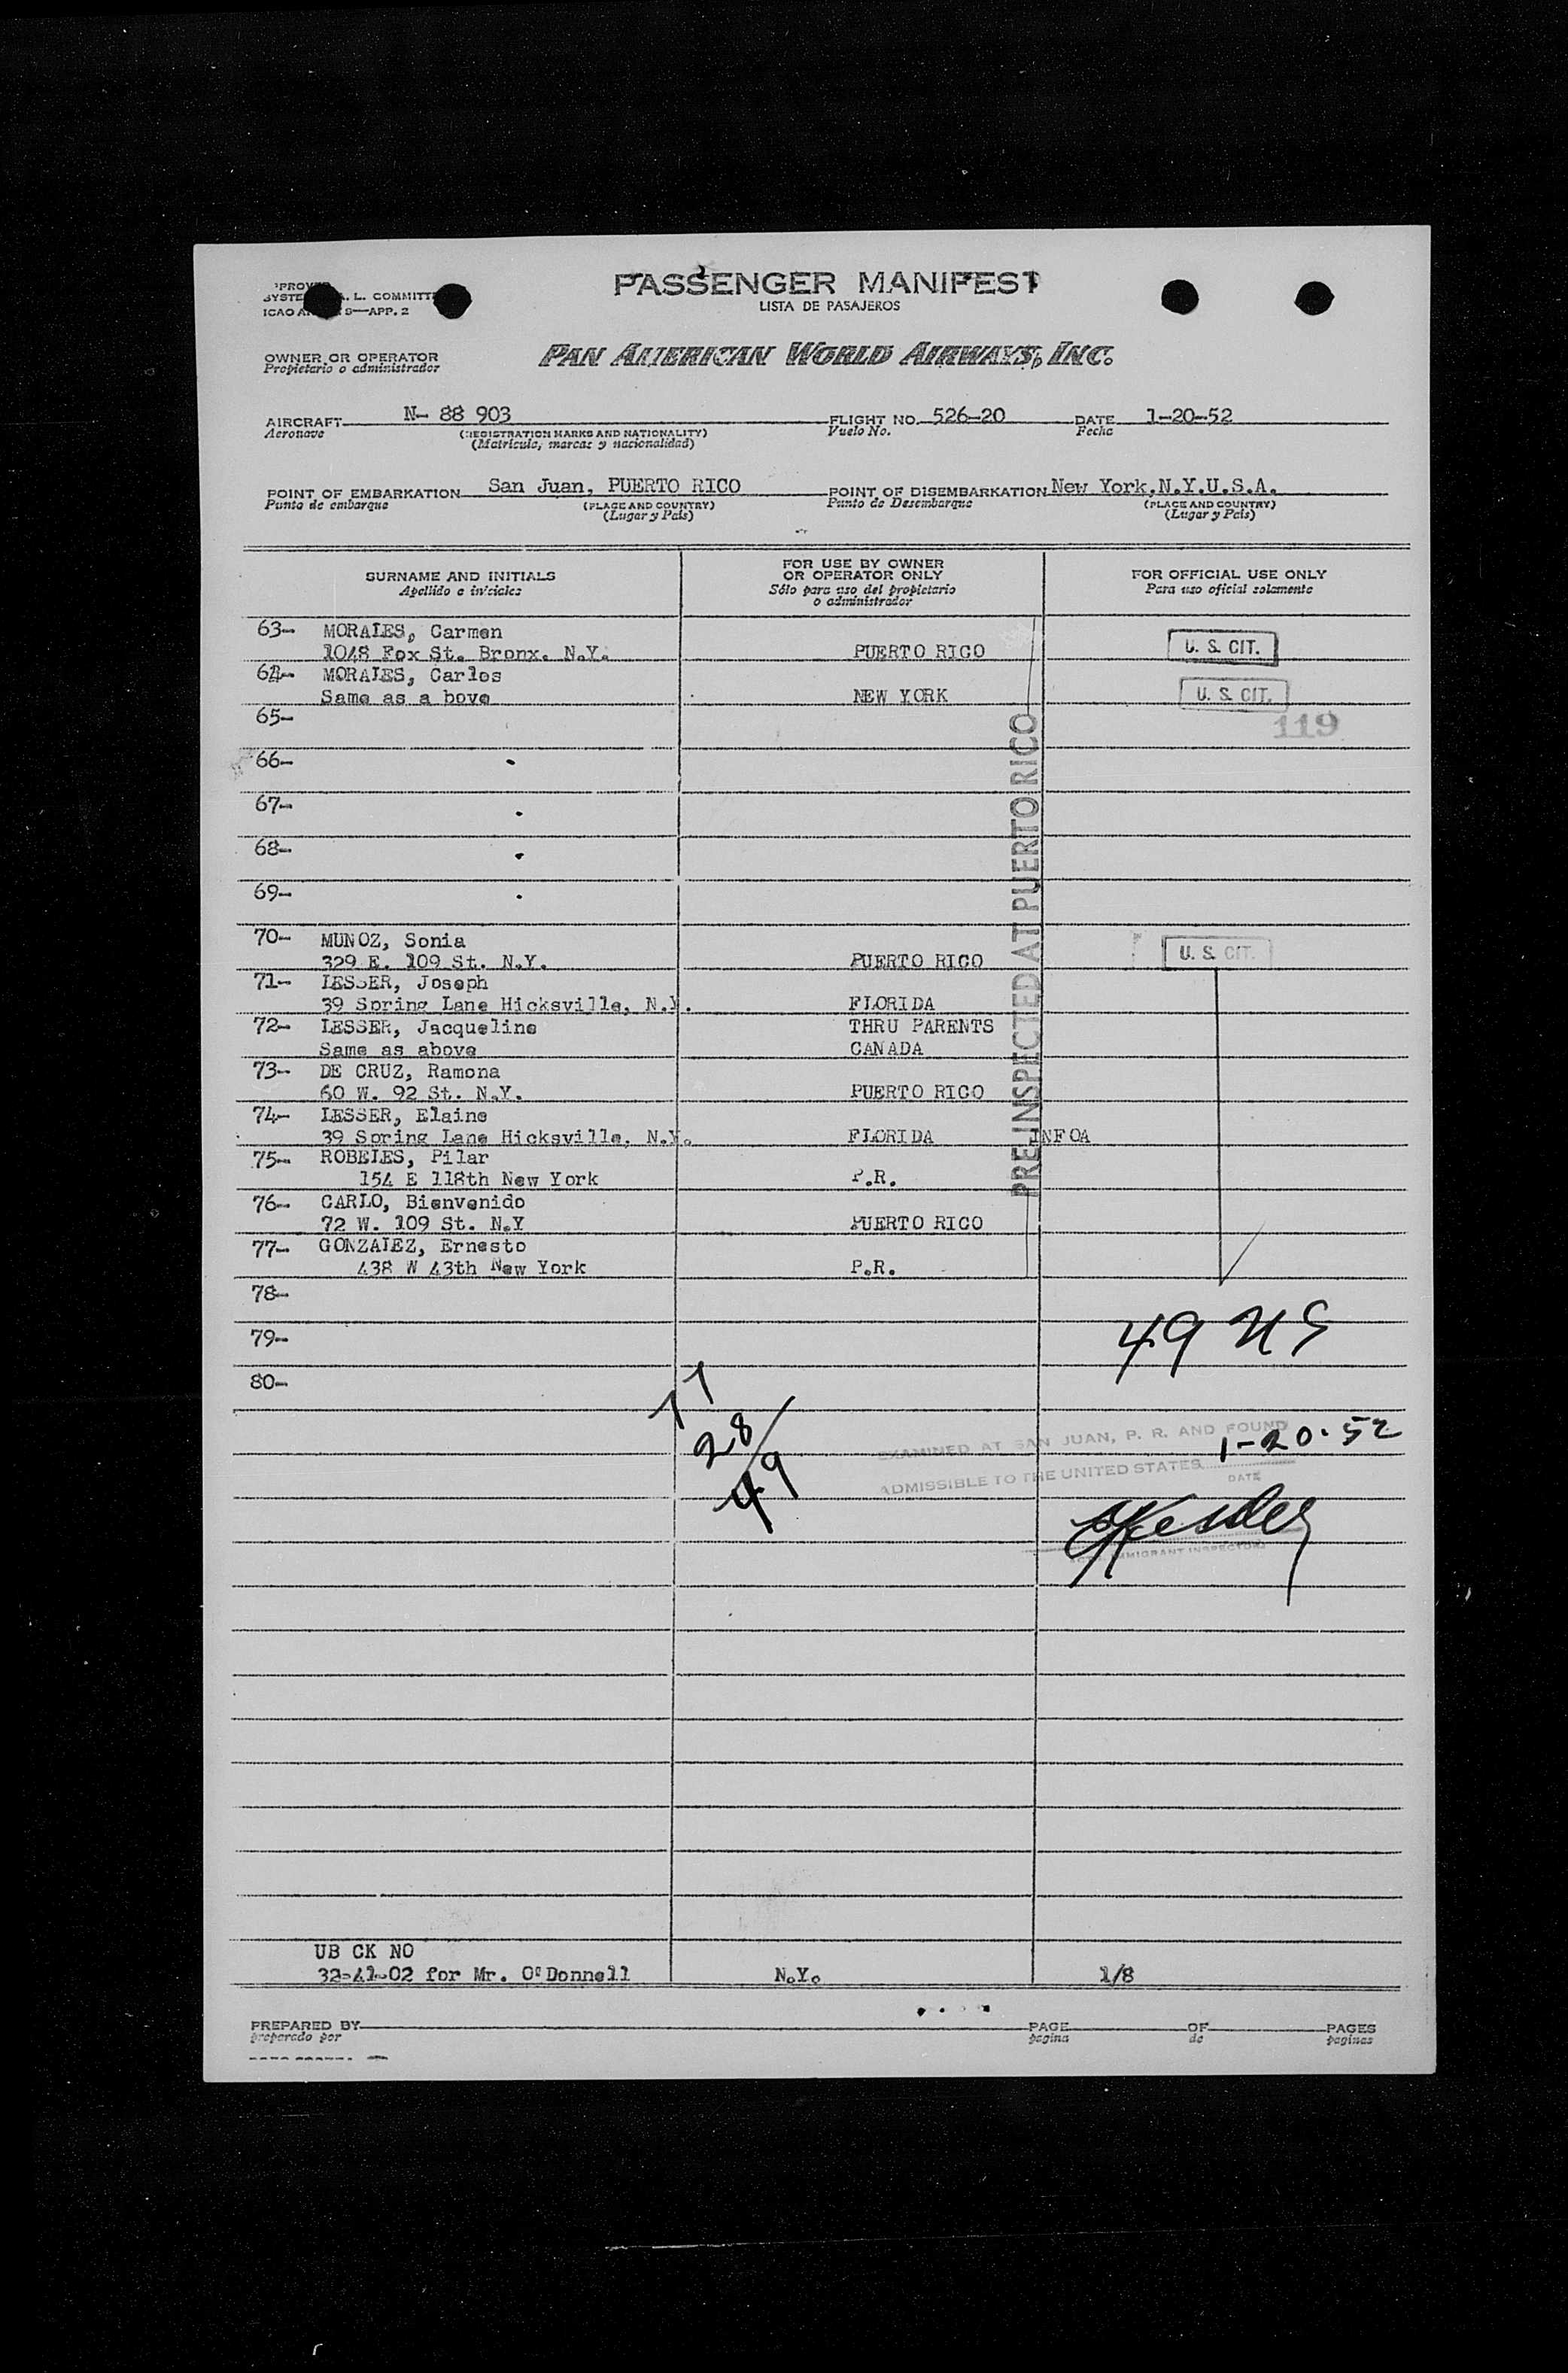 PASSENGER MANIFEST
LISTA DE PASAJEROS
L. COMMITT
ICAO 9—APP. 2
OWNER OR OPERATOR
Propietario o administrador
PAN AMERICAN WORLD AIRWAYS, INC.
AIRCRAFT N- 88 903 FLIGHT NO. 526-20 DATE 1-20-52
Aeronave (REGISTRATION MARKS AND NATIONALITY) Vuelo No. Fecha
(Matrícula, marcas y nacionalidad)
POINT OF EMBARKATION San Juan, PUERTO RICO POINT OF DISEMBARKATION New York,N.Y.U.S.A.
Punto de embarque (PLACE AND COUNTRY) Punto de Desembarque (PLACE AND COUNTRY)
(Lugar y País) (Lugar y País)
SURNAME AND INITIALS
Apellido e iniciales
FOR USE BY OWNER
OR OPERATOR ONLY
Sólo para uso del propietario
o administrador
FOR OFFICIAL USE ONLY
Para uso oficial solamente
63- MORALES, Carmen
1048 Fox St. Bronx. N.Y. PUERTO RICO U. S. CIT.
64- MORALES, Carlos
Same as a bove NEW YORK U. S. CIT.
65- 119
66-
67-
68-
69-
PRE-INSPECTED AT PUERTO RICO
70- MUNOZ, Sonia
329 E. 109 St. N.Y. PUERTO RICO U. S. CIT.
71- LESSER, Joseph
39 Spring Lane Hicksville, N.Y. FLORIDA
72- LESSER, Jacqueline THRU PARENTS
Same as above CANADA
73- DE CRUZ, Ramona
60 W. 92 St. N.Y. PUERTO RICO
74- LESSER, Elaine
39 Spring Lane Hicksville, N.Y. FLORIDA INFOA
75- ROBELES, Pilar
154 E 118th New York P.R.
76- CARLO, Bienvenido
72 W. 109 St. N.Y PUERTO RICO
77- GONZALEZ, Ernesto
438 W 43th New York P.R.
78-
79- 49 US
80-
77
28
49
EXAMINED AT SAN JUAN, P. R. AND FOUND
1-20-52
ADMISSIBLE TO THE UNITED STATES
DATE
IMMIGRANT INSPECTOR
UB CK NO
32-41-02 for Mr. O'Donnell N.Y. 1/8
PREPARED BY PAGE OF PAGES
preparado por pagina de paginas